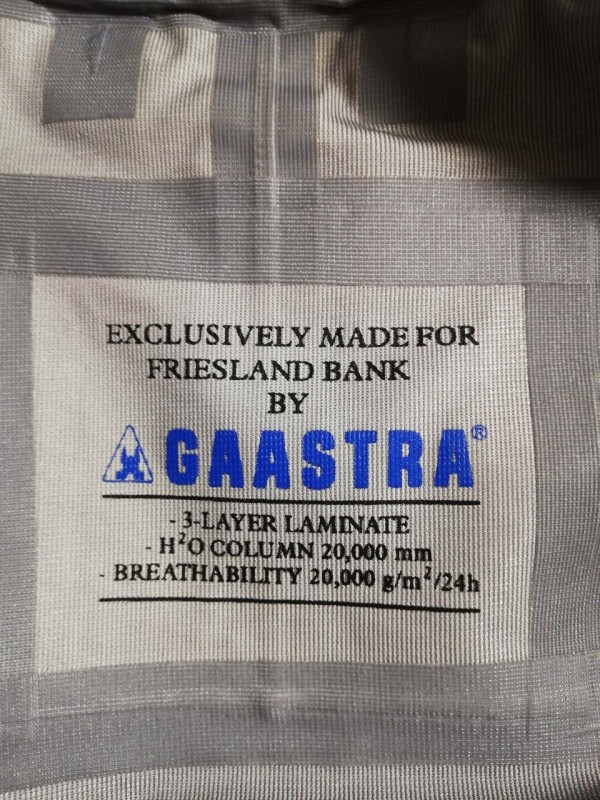 EXCLUSIVELY MADE FOR
FRIESLAND BANK
BY
GAASTRA®
- 3-LAYER LAMINATE
- H²O COLUMN 20,000 mm
- BREATHABILITY 20,000 g/m²/24h